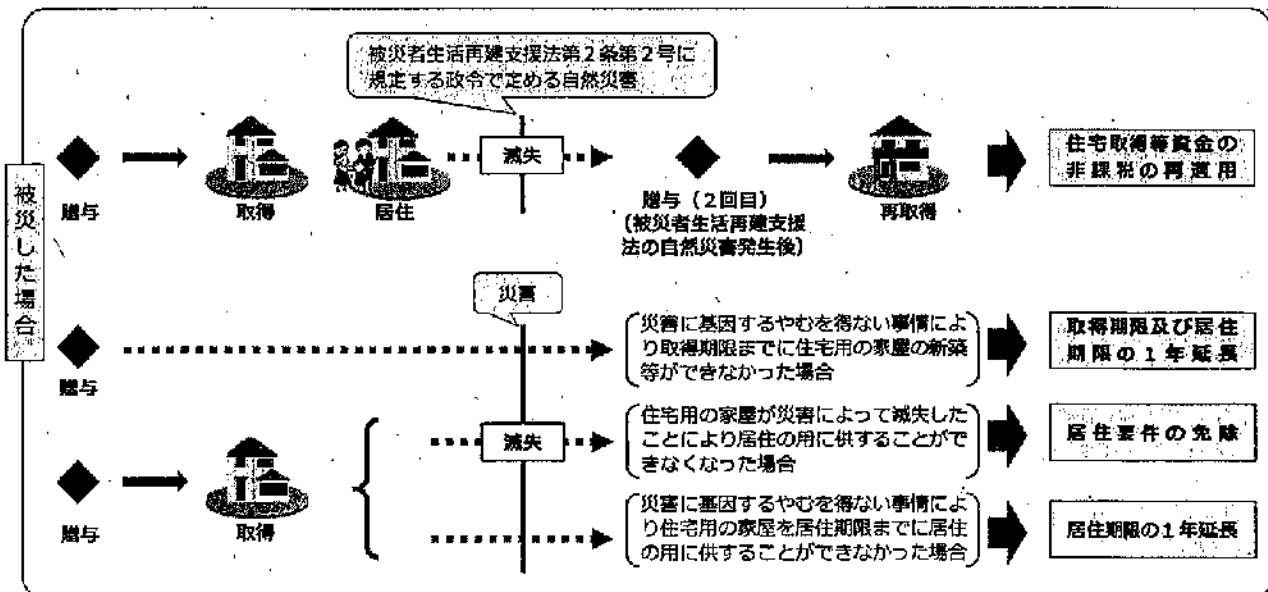 被災した場合
被災者生活再建支援法第2条第2号に
規定する政令で定める自然災害
贈与
取得
居住
滅失
贈与(2回目)
〔被災者生活再建支援
法の自然災害発生後〕
再取得
住宅取得等資金の
非課税の再適用
災害
贈与
災害に基因するやむを得ない事情によ
り取得期限までに住宅用の家屋の新築
等ができなかった場合
取得期限及び居住
期限の1年延長
贈与
取得
滅失
住宅用の家屋が災害によって滅失した
ことにより居住の用に供することがで
きなくなった場合
居住要件の免除
災害に基因するやむを得ない事情によ
り住宅用の家屋を居住期限までに居住
の用に供することができなかった場合
居住期限の1年延長